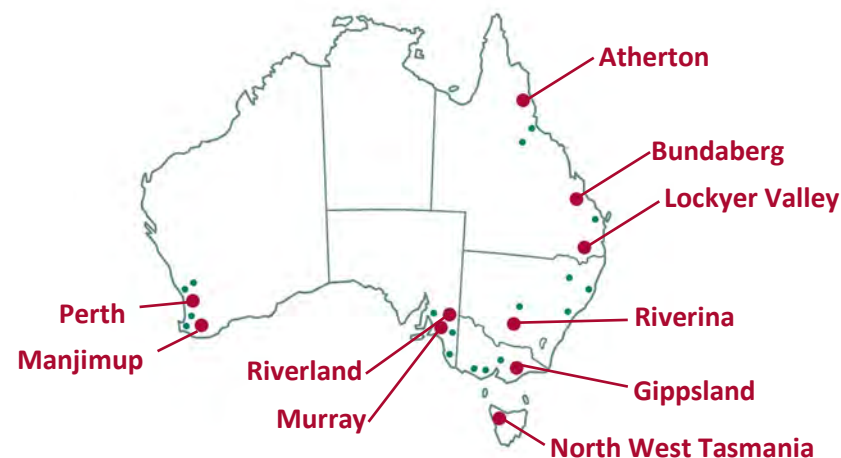 Atherton
Bundaberg
Lockyer Valley
Perth
Riverina
Manjimup
Riverland
Gippsland
Murray
North West Tasmania